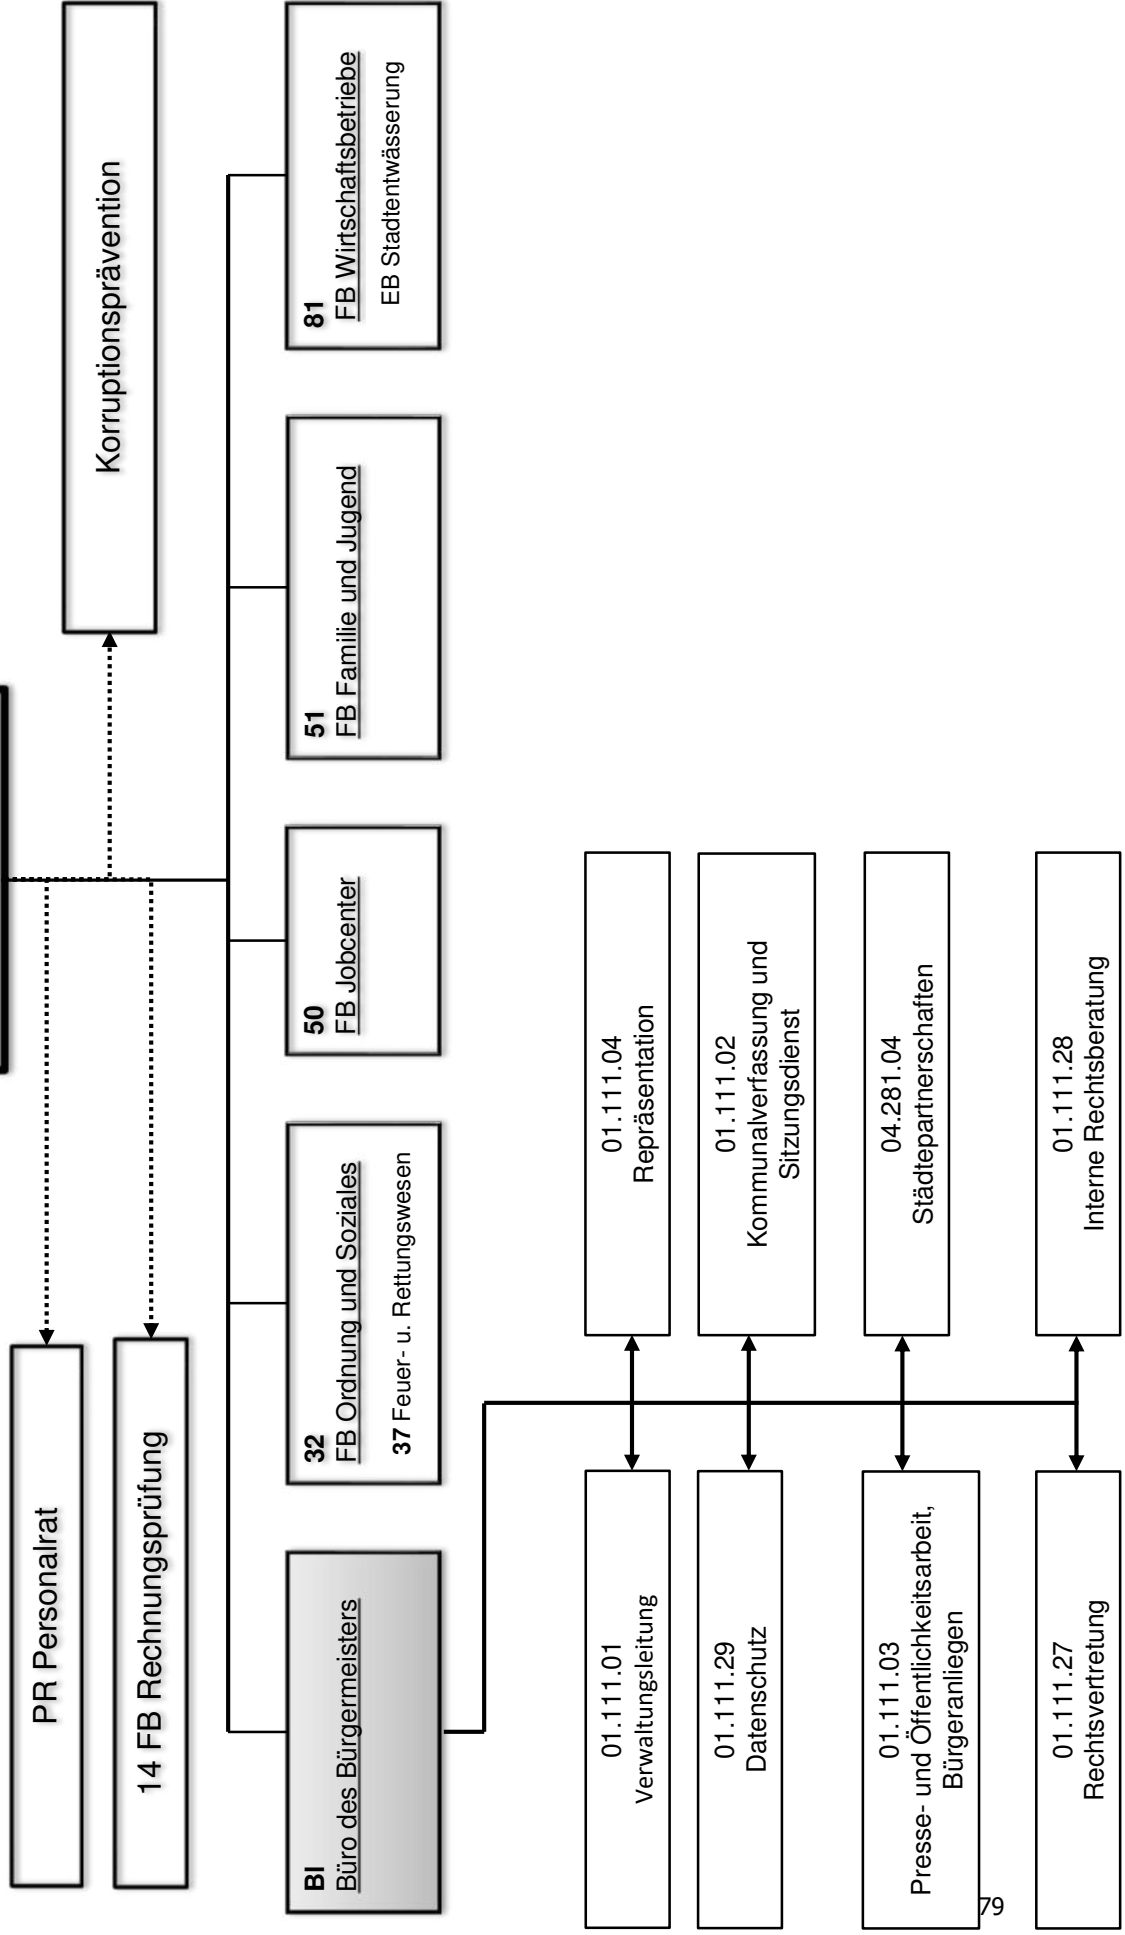 PR Personalrat
Korruptionsprävention
14 FB Rechnungsprüfung
BI
Büro des Bürgermeisters
32
FB Ordnung und Soziales
37 Feuer- u. Rettungswesen
50
FB Jobcenter
51
FB Familie und Jugend
81
FB Wirtschaftsbetriebe
EB Stadtentwässerung
01.111.01
Verwaltungsleitung
01.111.04
Repräsentation
01.111.29
Datenschutz
01.111.02
Kommunalverfassung und
Sitzungsdienst
01.111.03
Presse- und Öffentlichkeitsarbeit,
Bürgeranliegen
04.281.04
Städtepartnerschaften
01.111.27
Rechtsvertretung
01.111.28
Interne Rechtsberatung
79